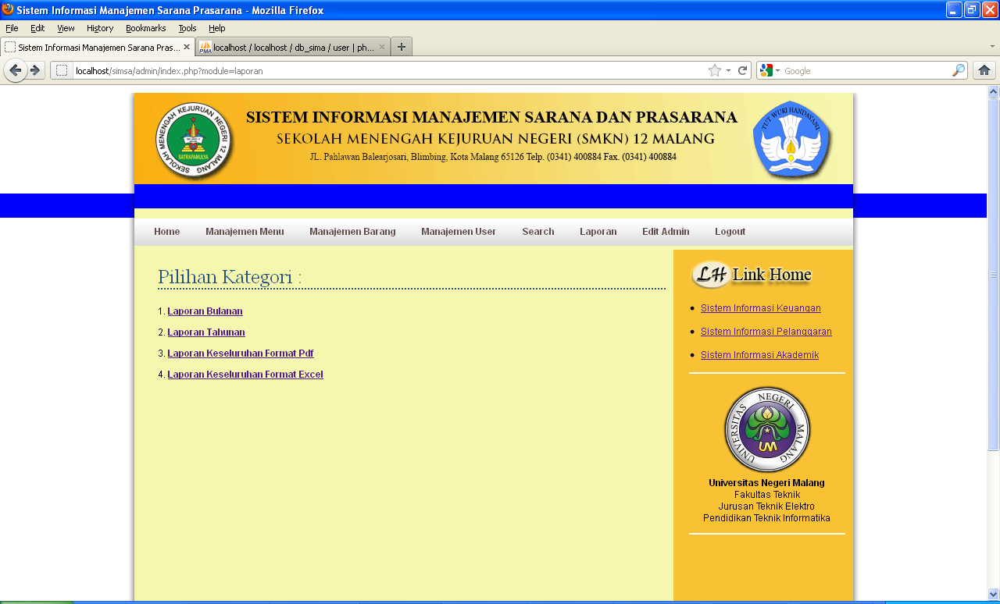 Sistem Informasi Manajemen Sarana Prasarana - Mozilla Firefox
File Edit View History Bookmarks Tools Help
Sistem Informasi Manajemen Sarana Pras... localhost / localhost / db_sima / user | ph...
localhost/simsa/admin/index.php?module=laporan
Google
SEKOLAH MENENGAH KEJURUAN NEGERI 12 MALANG
SATRAPAMULYA
SISTEM INFORMASI MANAJEMEN SARANA DAN PRASARANA
SEKOLAH MENENGAH KEJURUAN NEGERI (SMKN) 12 MALANG
JL. Pahlawan Balearjosari, Blimbing, Kota Malang 65126 Telp. (0341) 400884 Fax. (0341) 400884
TUT WURI HANDAYANI
Home Manajemen Menu Manajemen Barang Manajemen User Search Laporan Edit Admin Logout
Pilihan Kategori :
1. Laporan Bulanan
2. Laporan Tahunan
3. Laporan Keseluruhan Format Pdf
4. Laporan Keseluruhan Format Excel
LH Link Home
Sistem Informasi Keuangan
Sistem Informasi Pelanggaran
Sistem Informasi Akademik
UNIVERSITAS NEGERI MALANG
UM
Universitas Negeri Malang
Fakultas Teknik
Jurusan Teknik Elektro
Pendidikan Teknik Informatika